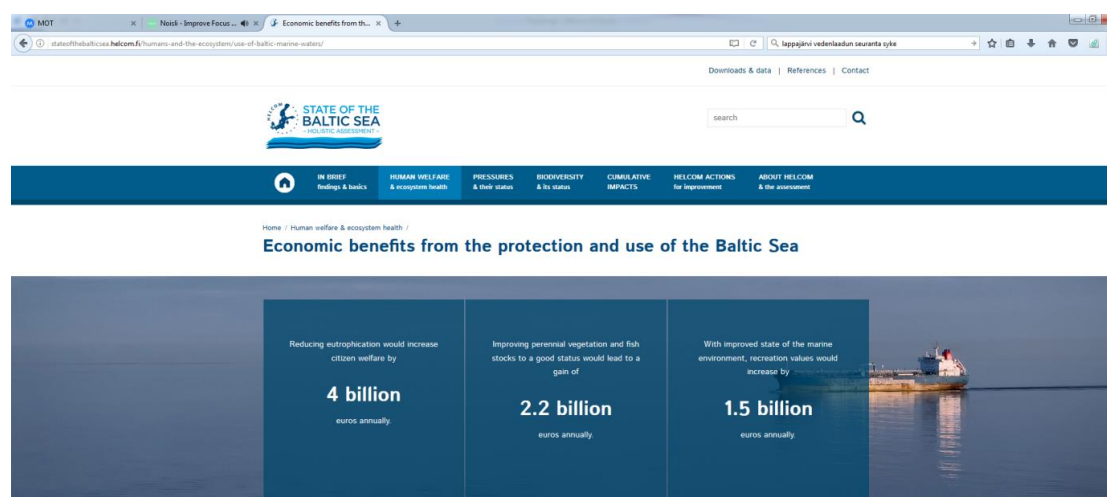 MOT
Noisli - Improve Focus ...
Economic benefits from th...
stateofthebalticsea.helcom.fi/humans-and-the-ecosystem/use-of-baltic-marine-waters/
lappajärvi vedenlaadun seuranta syke
Downloads & data | References | Contact
HELCOM
STATE OF THE
BALTIC SEA
- HOLISTIC ASSESSMENT -
search
IN BRIEF
findings & basics
HUMAN WELFARE
& ecosystem health
PRESSURES
& their status
BIODIVERSITY
& its status
CUMULATIVE
IMPACTS
HELCOM ACTIONS
for improvement
ABOUT HELCOM
& the assessment
Home / Human welfare & ecosystem health /
Economic benefits from the protection and use of the Baltic Sea
Reducing eutrophication would increase
citizen welfare by
4 billion
euros annually.
Improving perennial vegetation and fish
stocks to a good status would lead to a
gain of
2.2 billion
euros annually.
With improved state of the marine
environment, recreation values would
increase by
1.5 billion
euros annually.